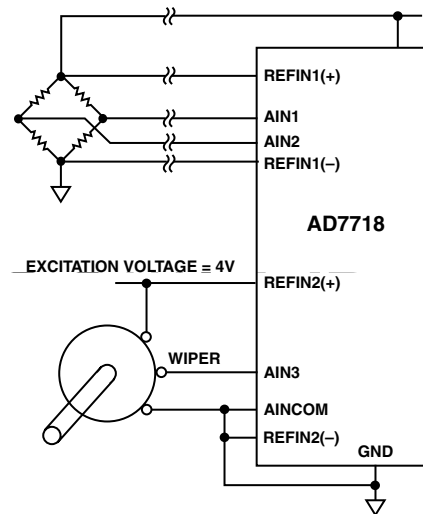 REFIN1(+)
AIN1
AIN2
REFIN1(–)
AD7718
EXCITATION VOLTAGE = 4V
REFIN2(+)
WIPER
AIN3
AINCOM
REFIN2(–)
GND